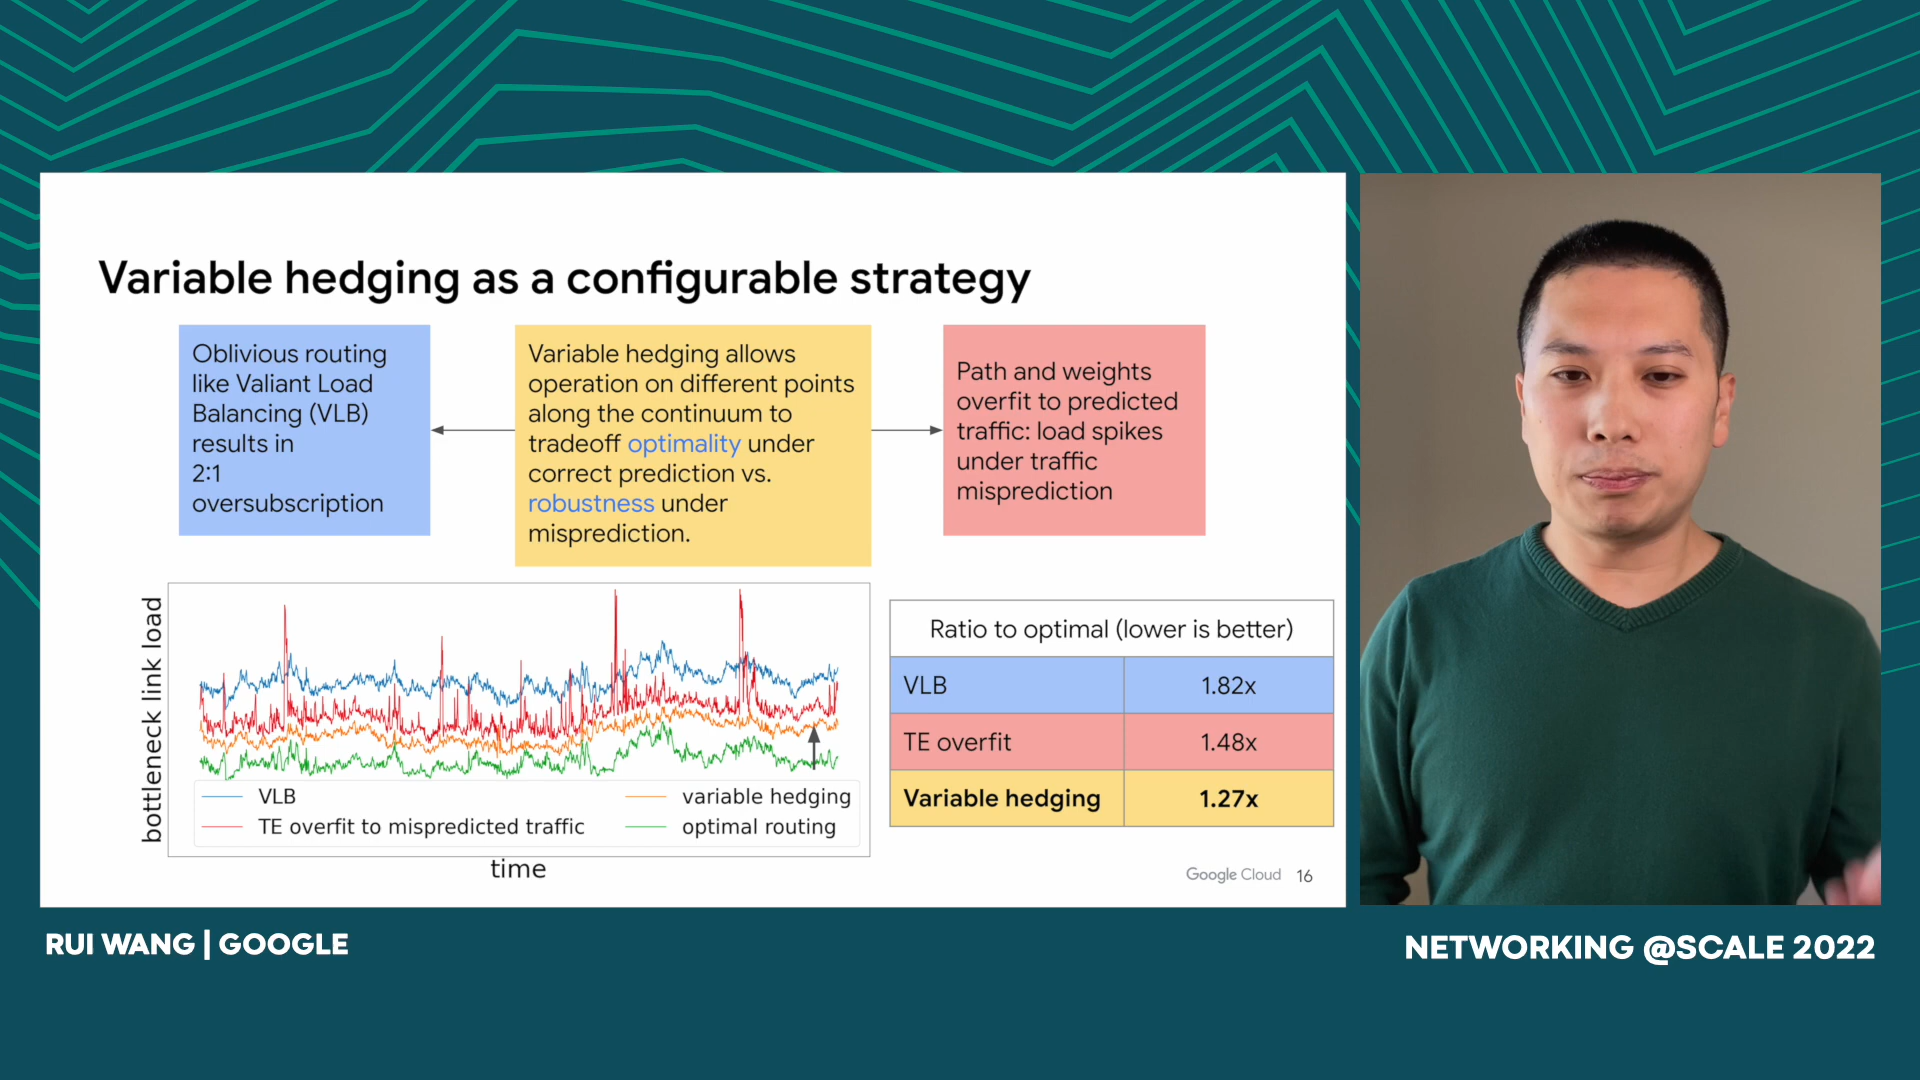 Variable hedging as a configurable strategy
Oblivious routing
like Valiant Load
Balancing (VLB)
results in
2:1
oversubscription
Variable hedging allows
operation on different points
along the continuum to
tradeoff optimality under
correct prediction vs.
robustness under
misprediction.
Path and weights
overfit to predicted
traffic: load spikes
under traffic
misprediction
bottleneck link load
VLB
TE overfit to mispredicted traffic
variable hedging
optimal routing
time
Ratio to optimal (lower is better)
VLB 1.82x
TE overfit 1.48x
Variable hedging 1.27x
Google Cloud 16
RUI WANG | GOOGLE
NETWORKING @SCALE 2022